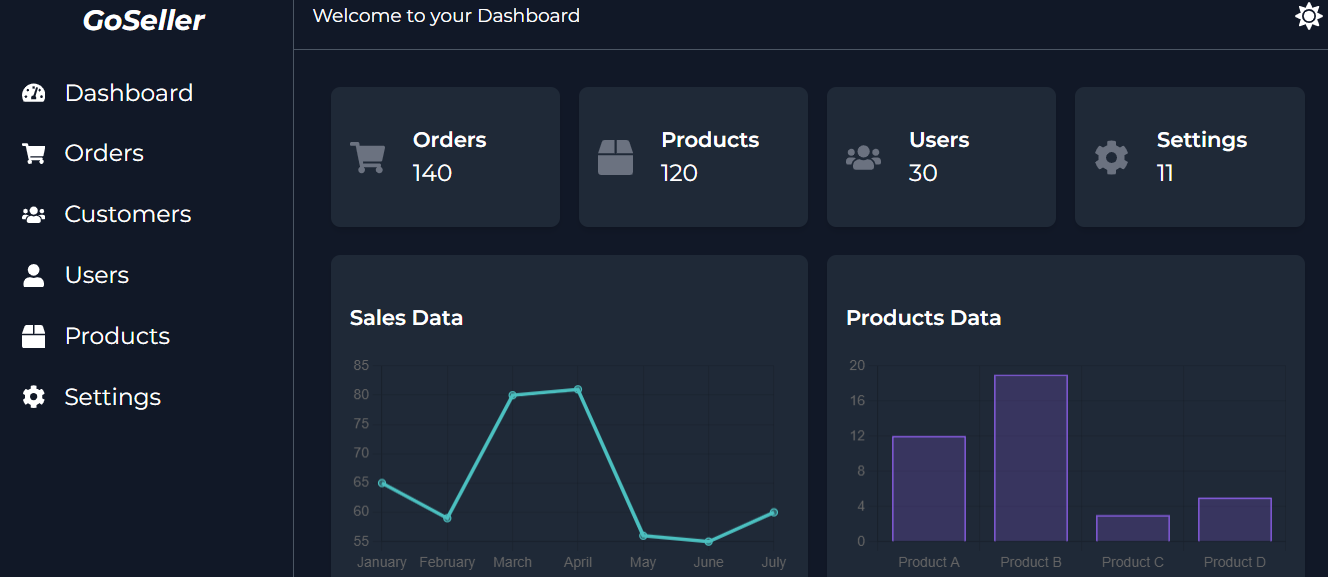 GoSeller
Welcome to your Dashboard
Dashboard
Orders
Customers
Users
Products
Settings
Orders
140
Products
120
Users
30
Settings
11
Sales Data
85
80
75
70
65
60
55
January February March April May June July
Products Data
20
16
12
8
4
0
Product A Product B Product C Product D